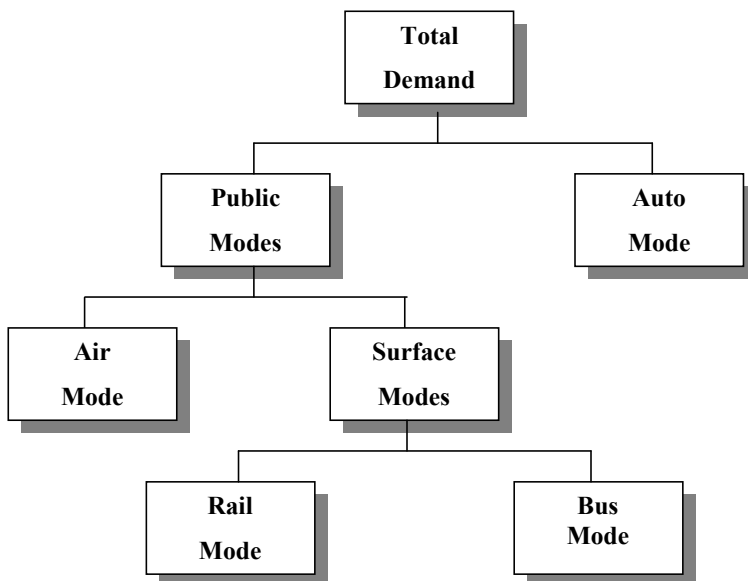 Total
Demand
Public
Modes
Auto
Mode
Air
Mode
Surface
Modes
Rail
Mode
Bus
Mode